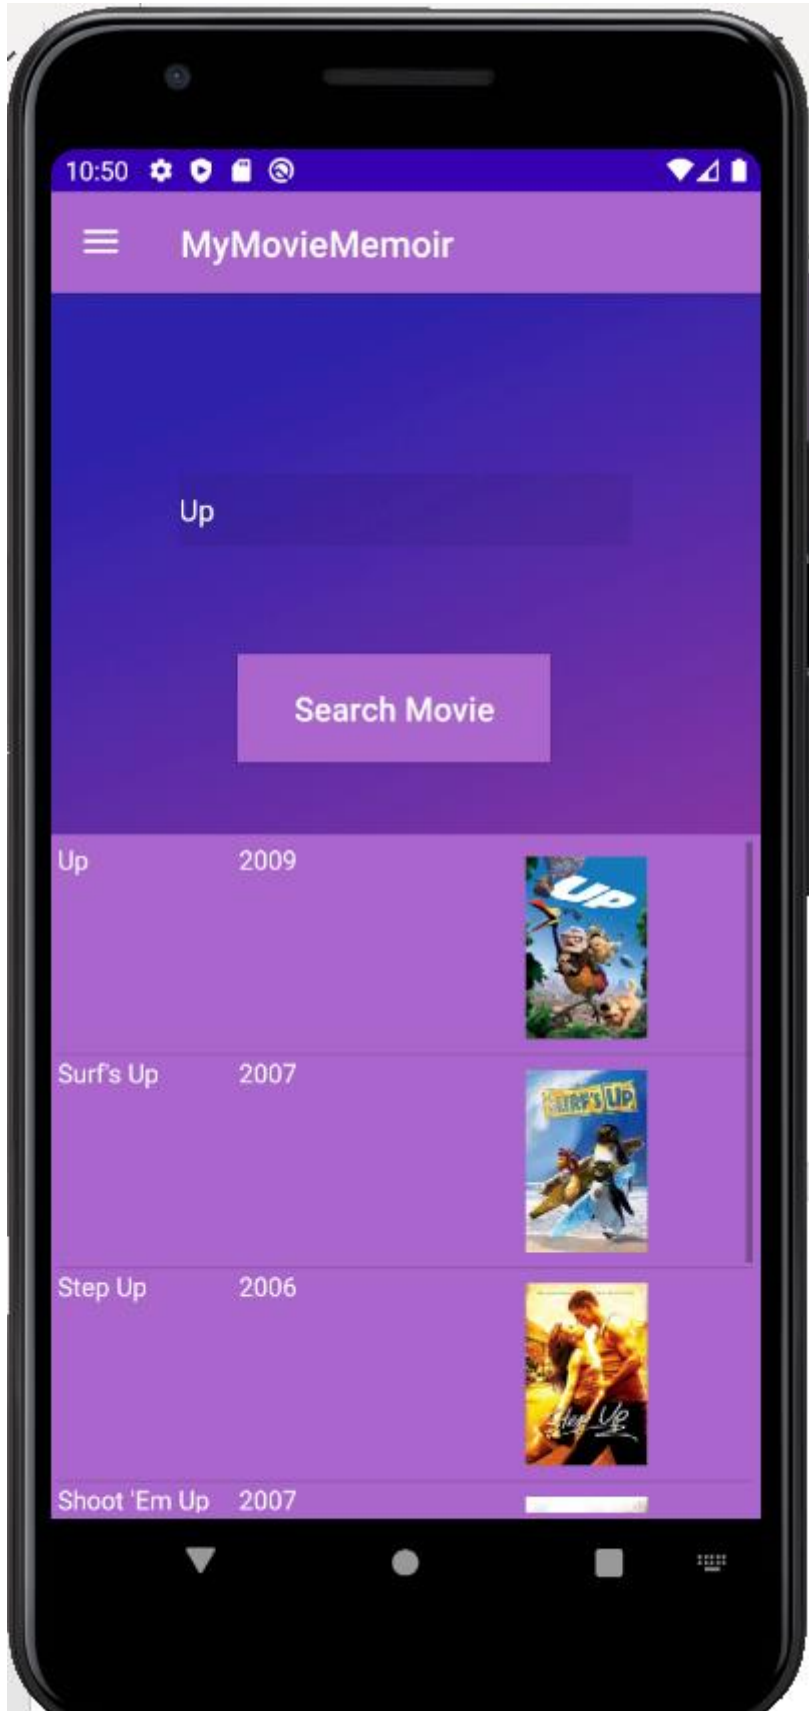 10:50
MyMovieMemoir
Up
Search Movie
Up 2009
UP
Surf's Up 2007
SURF'S UP
Step Up 2006
Step Up
Shoot 'Em Up 2007